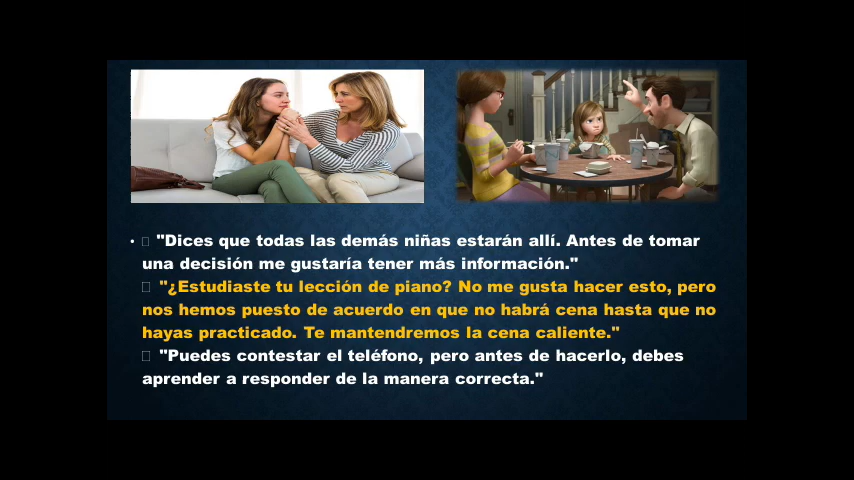 • "Dices que todas las demás niñas estarán allí. Antes de tomar
una decisión me gustaría tener más información."
"¿Estudiaste tu lección de piano? No me gusta hacer esto, pero
nos hemos puesto de acuerdo en que no habrá cena hasta que no
hayas practicado. Te mantendremos la cena caliente."
"Puedes contestar el teléfono, pero antes de hacerlo, debes
aprender a responder de la manera correcta."